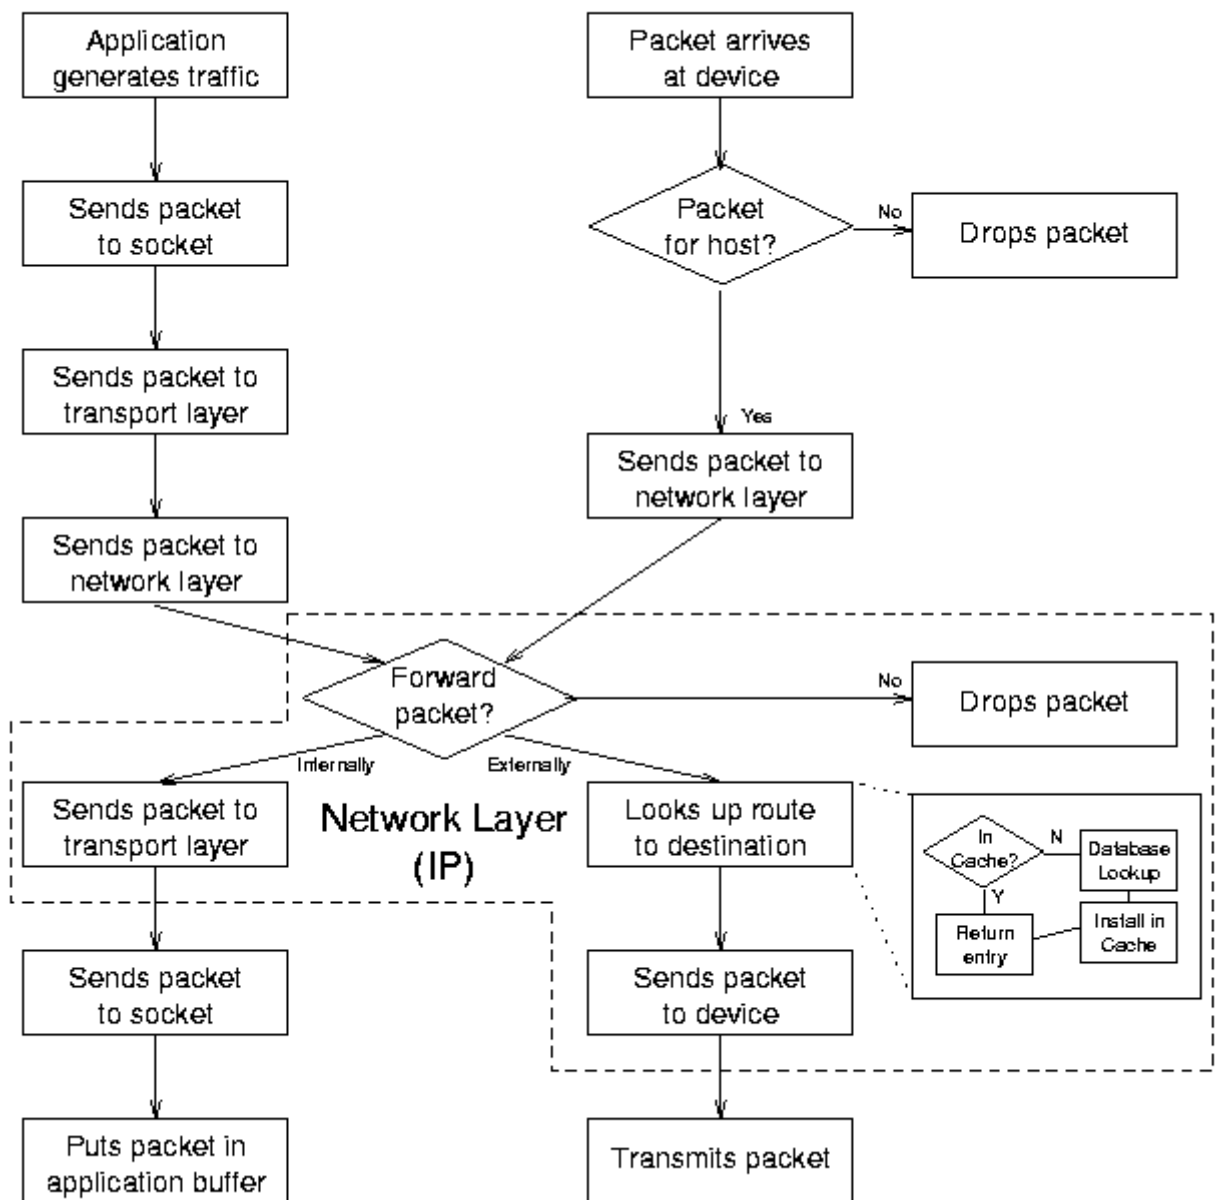 Application
generates traffic
Packet arrives
at device
Sends packet
to socket
Packet
for host?
No
Drops packet
Sends packet to
transport layer
Yes
Sends packet to
network layer
Sends packet to
network layer
Forward
packet?
No
Drops packet
Internally
Externally
Sends packet to
transport layer
Network Layer
(IP)
Looks up route
to destination
In
Cache?
N
Database
Lookup
Y
Return
entry
Install in
Cache
Sends packet
to socket
Sends packet
to device
Puts packet in
application buffer
Transmits packet